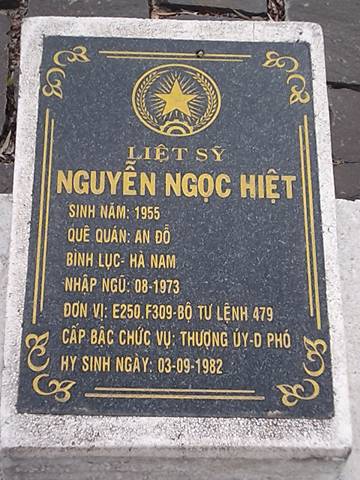 LIỆT SỸ
NGUYỄN NGỌC HIỆT
SINH NĂM: 1955
QUÊ QUÁN: AN ĐỔ
BÌNH LỤC- HÀ NAM
NHẬP NGŨ: 08-1973
ĐƠN VỊ: E250.F309-BỘ TƯ LỆNH 479
CẤP BẬC CHỨC VỤ: THƯỢNG ÚY-D PHÓ
HY SINH NGÀY: 03-09-1982